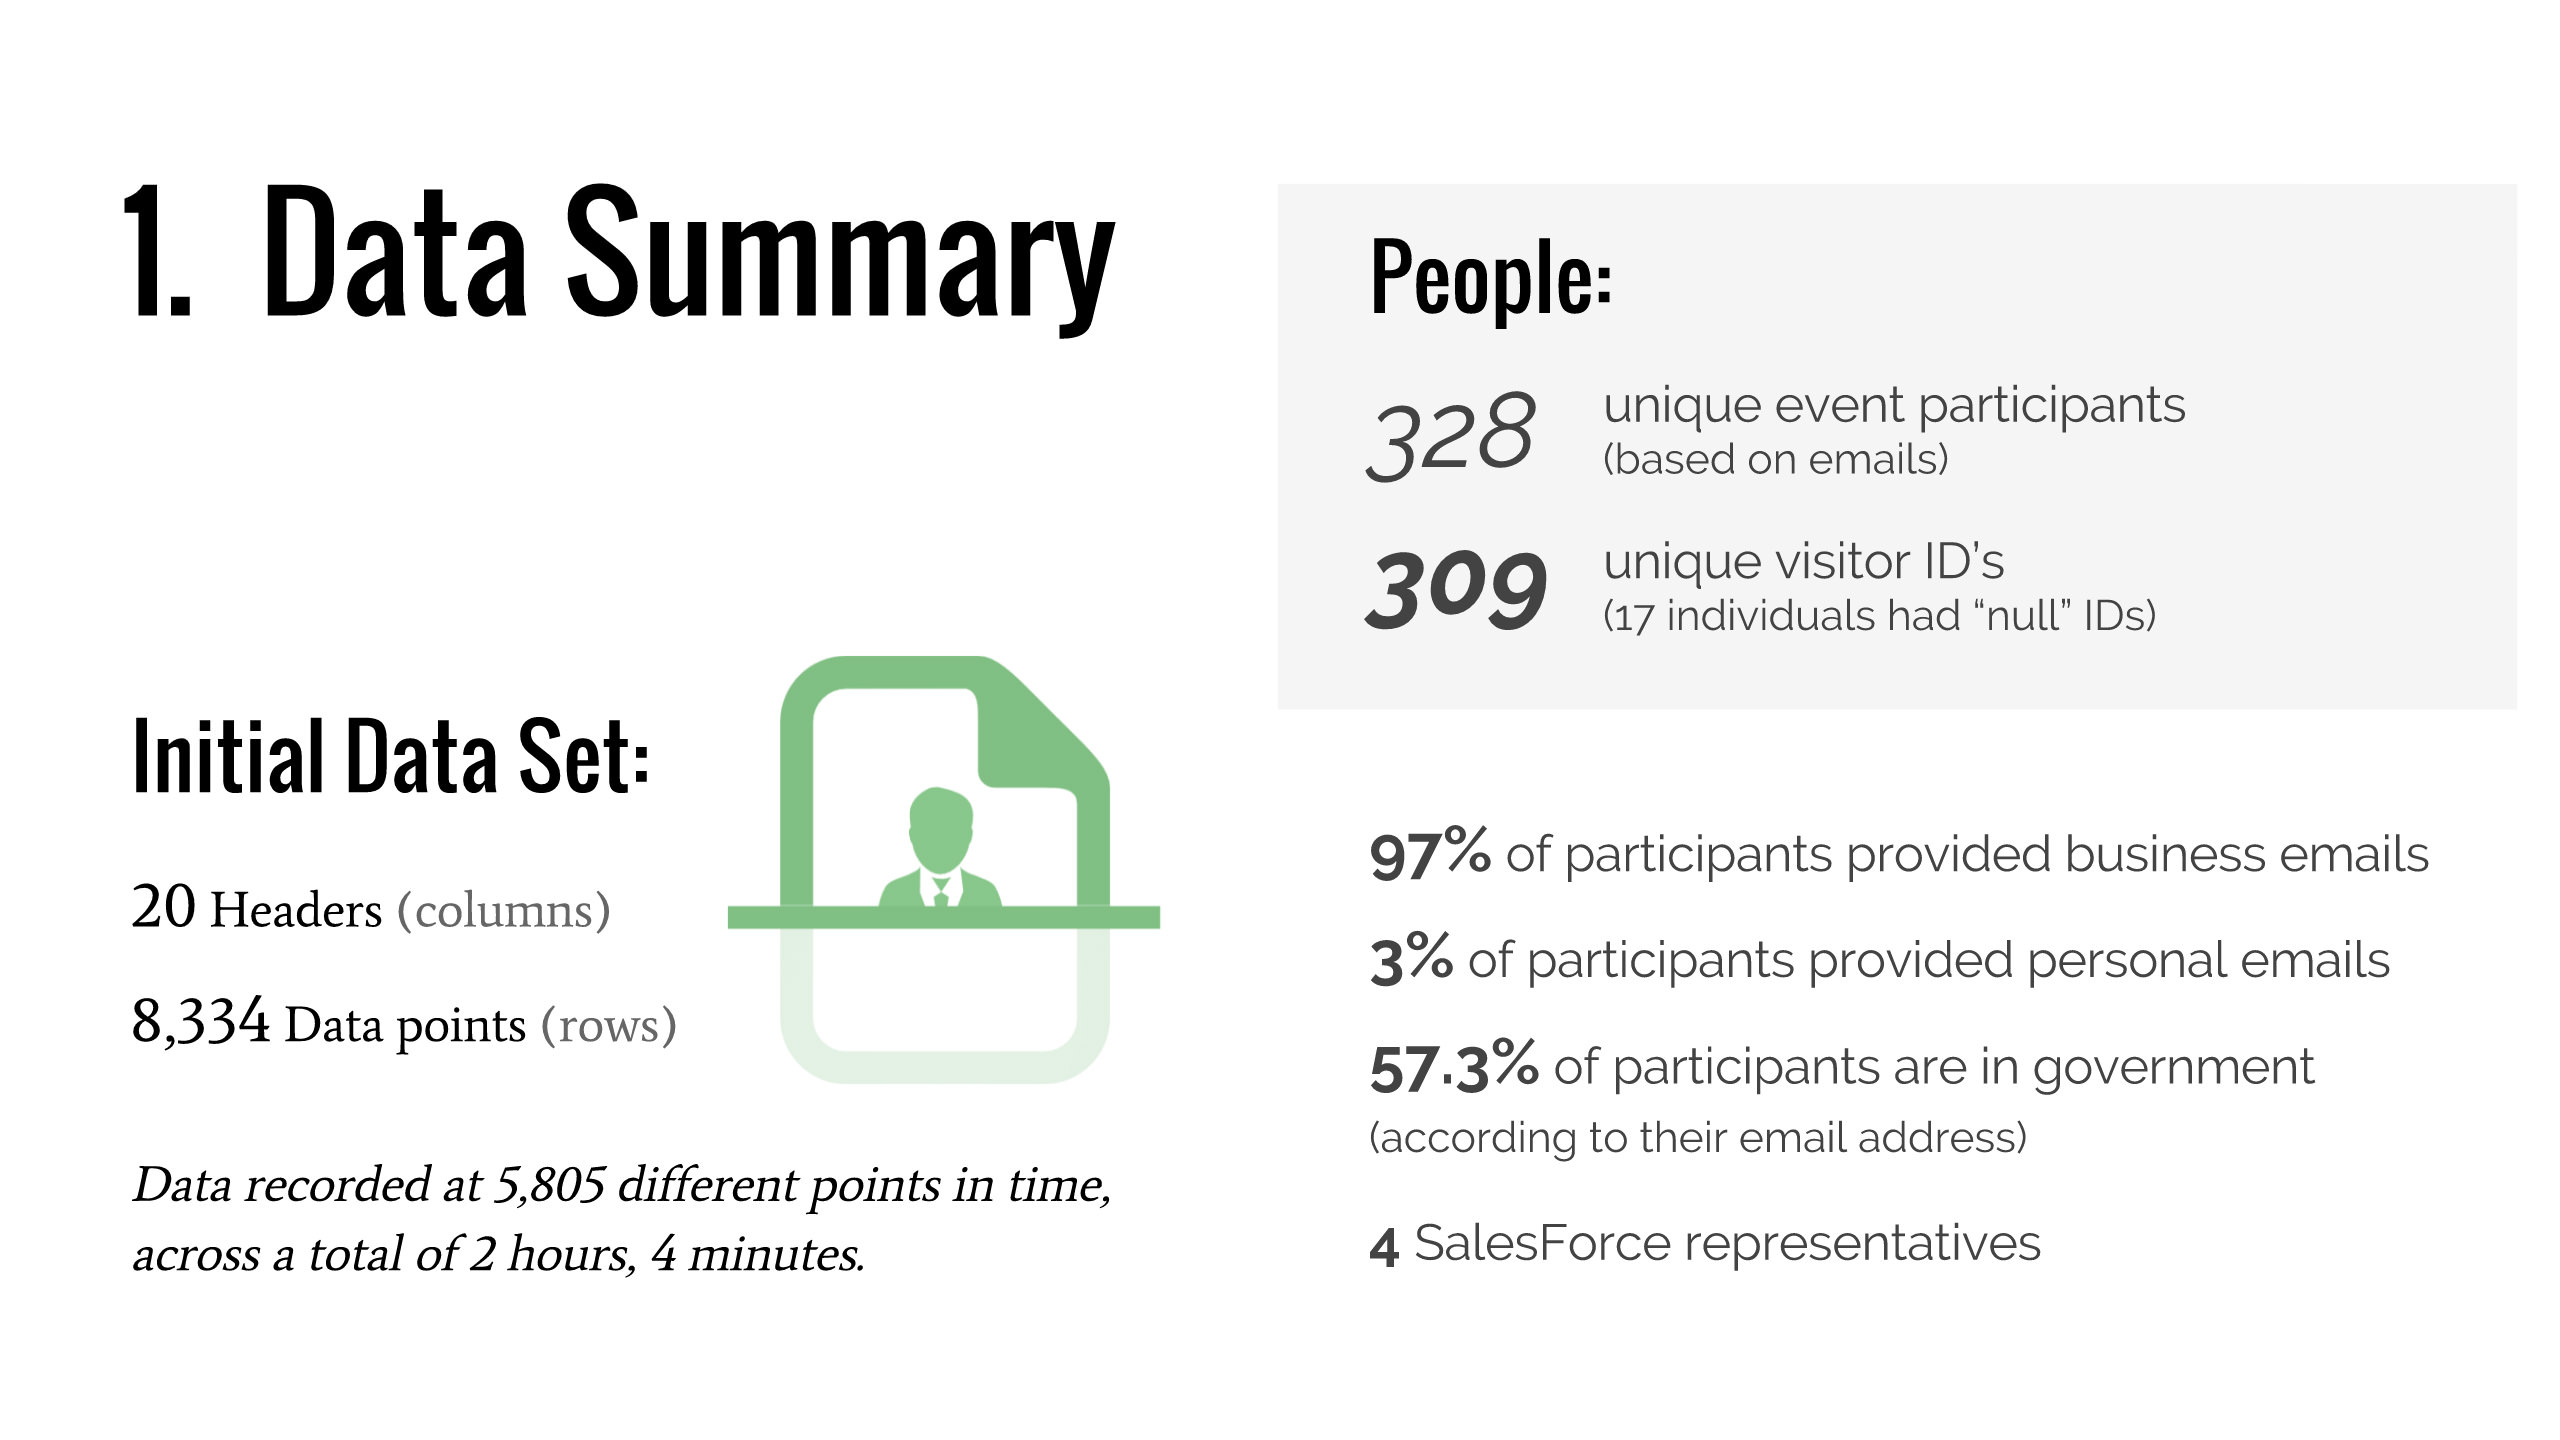 1. Data Summary
Initial Data Set:
20 Headers (columns)
8,334 Data points (rows)
Data recorded at 5,805 different points in time,
across a total of 2 hours, 4 minutes.
People:
328 unique event participants
(based on emails)
309 unique visitor ID’s
(17 individuals had “null” IDs)
97% of participants provided business emails
3% of participants provided personal emails
57.3% of participants are in government
(according to their email address)
4 SalesForce representatives